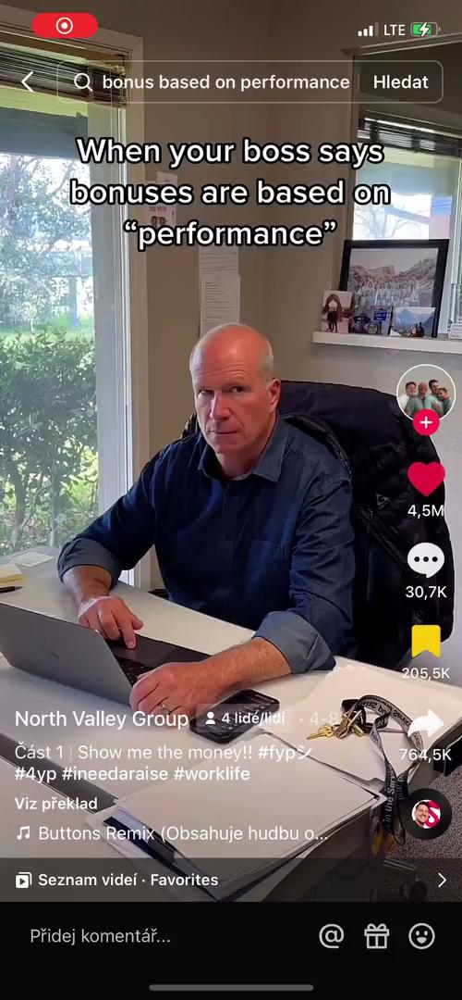 LTE
bonus based on performance
Hledat
When your boss says
bonuses are based on
“performance”
4,5M
30,7K
205,5K
North Valley Group
4 lidé/lidí
· 4-8
764,5K
Část 1 | Show me the money!! #fypシ
#4yp #ineedaraise #worklife
Viz překlad
Buttons Remix (Obsahuje hudbu o...
Seznam videí · Favorites
Přidej komentář...